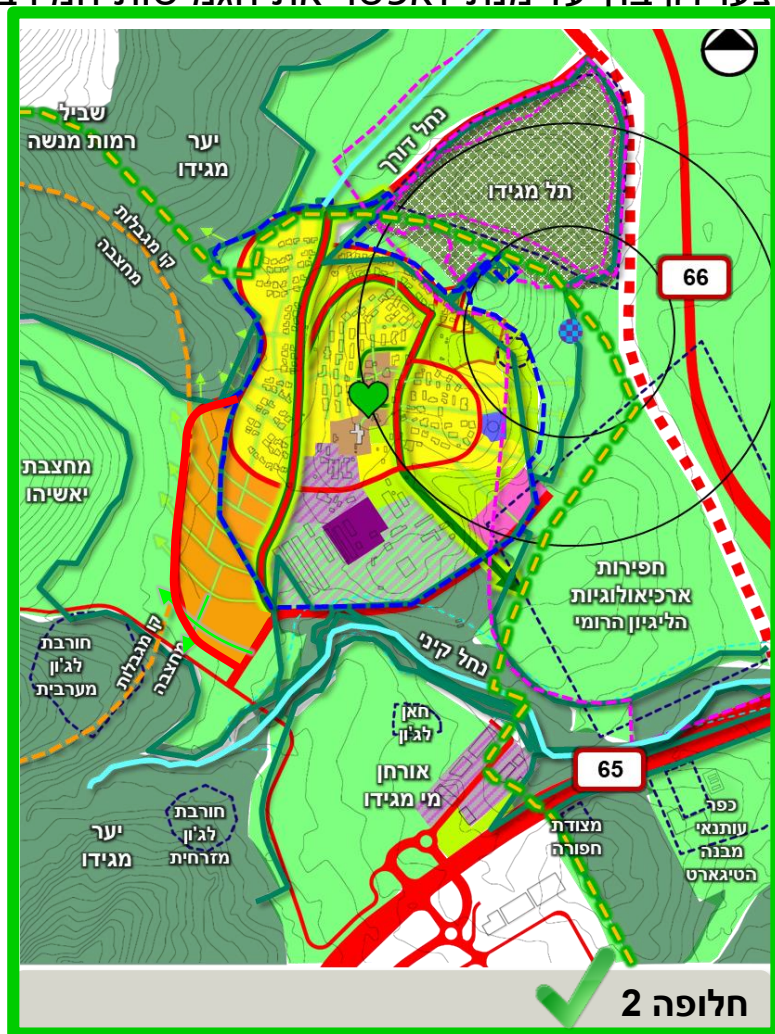 שביל
רמות מנשה
יער
מגידו
נחל דורר
תל מגידו
קו מגבלות
מחצבה
66
מחצבת
יאשיהו
חפירות
ארכיאולוגיות
הליגיון הרומי
חורבת
לג'ון
מערבית
קו מגבלות
מחצבה
נחל קיני
חאן
לג'ון
אורחן
מי מגידו
65
חורבת
לג'ון
מזרחית
יער
מגידו
מצודת
חפורה
כפר
עותנאי
מבנה
הטיגארט
חלופה 2